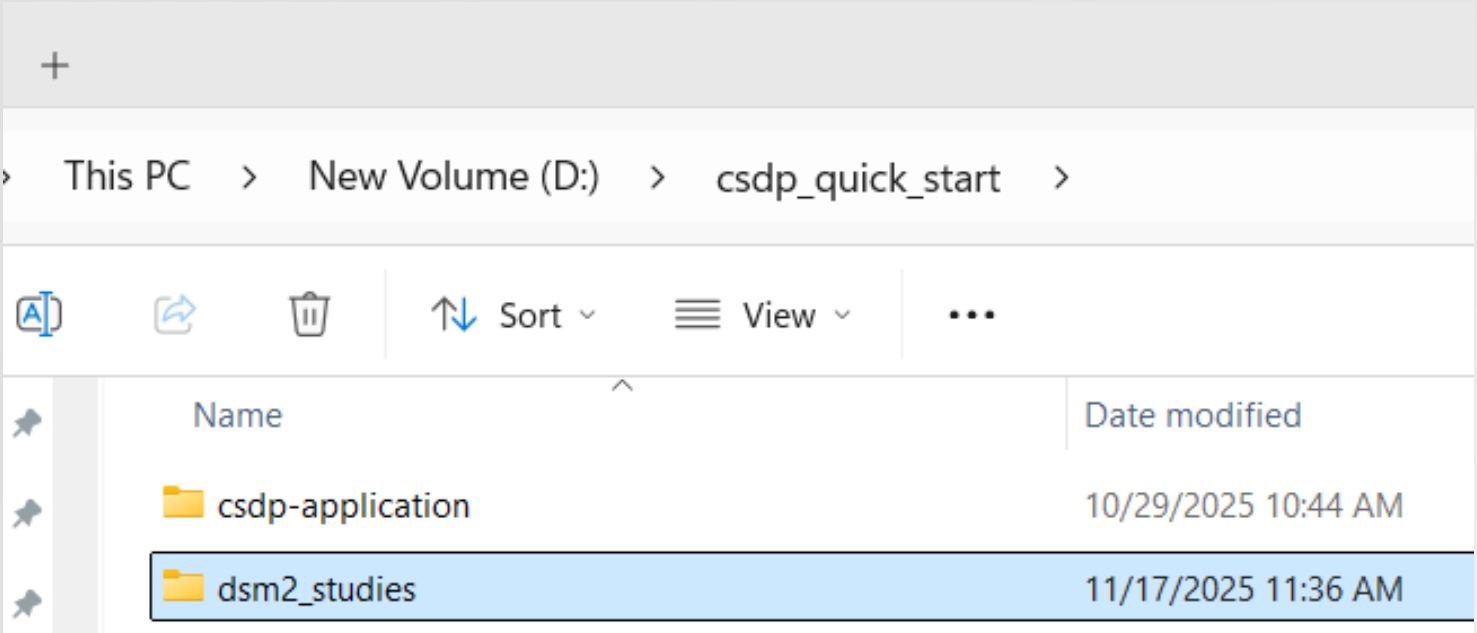 This PC > New Volume (D:) > csdp_quick_start >
Sort View
Name Date modified
csdp-application 10/29/2025 10:44 AM
dsm2_studies 11/17/2025 11:36 AM